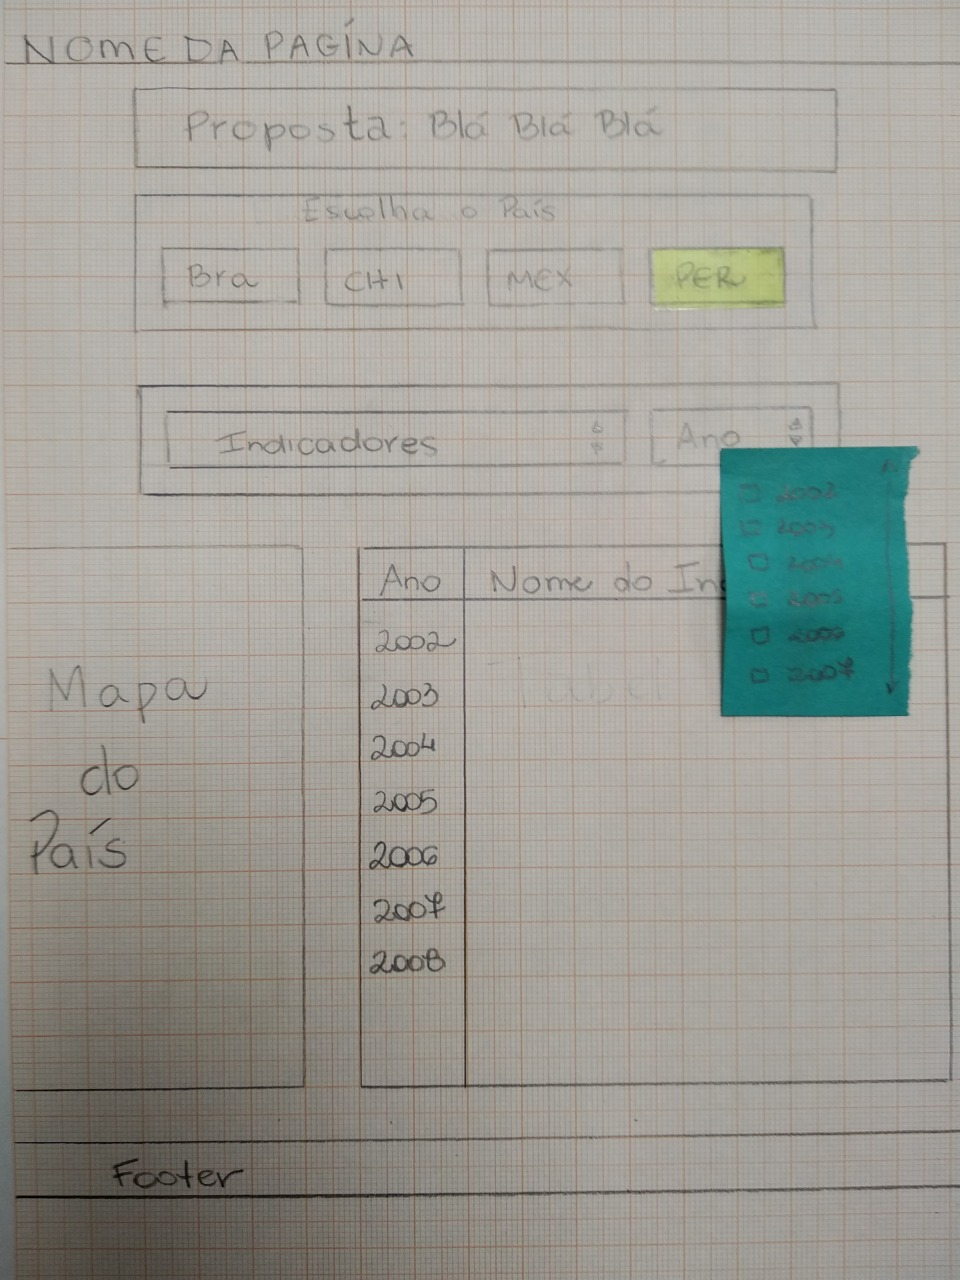 NOME DA PAGÍNA
Proposta: Blá Blá Blá
Escolha o País
Bra CHI MEX PER
Indicadores Ano
2002
2003
2004
2005
2006
2007
Ano Nome do
2002
2003
2004
2005
2006
2007
2008
Mapa
do
País
Footer